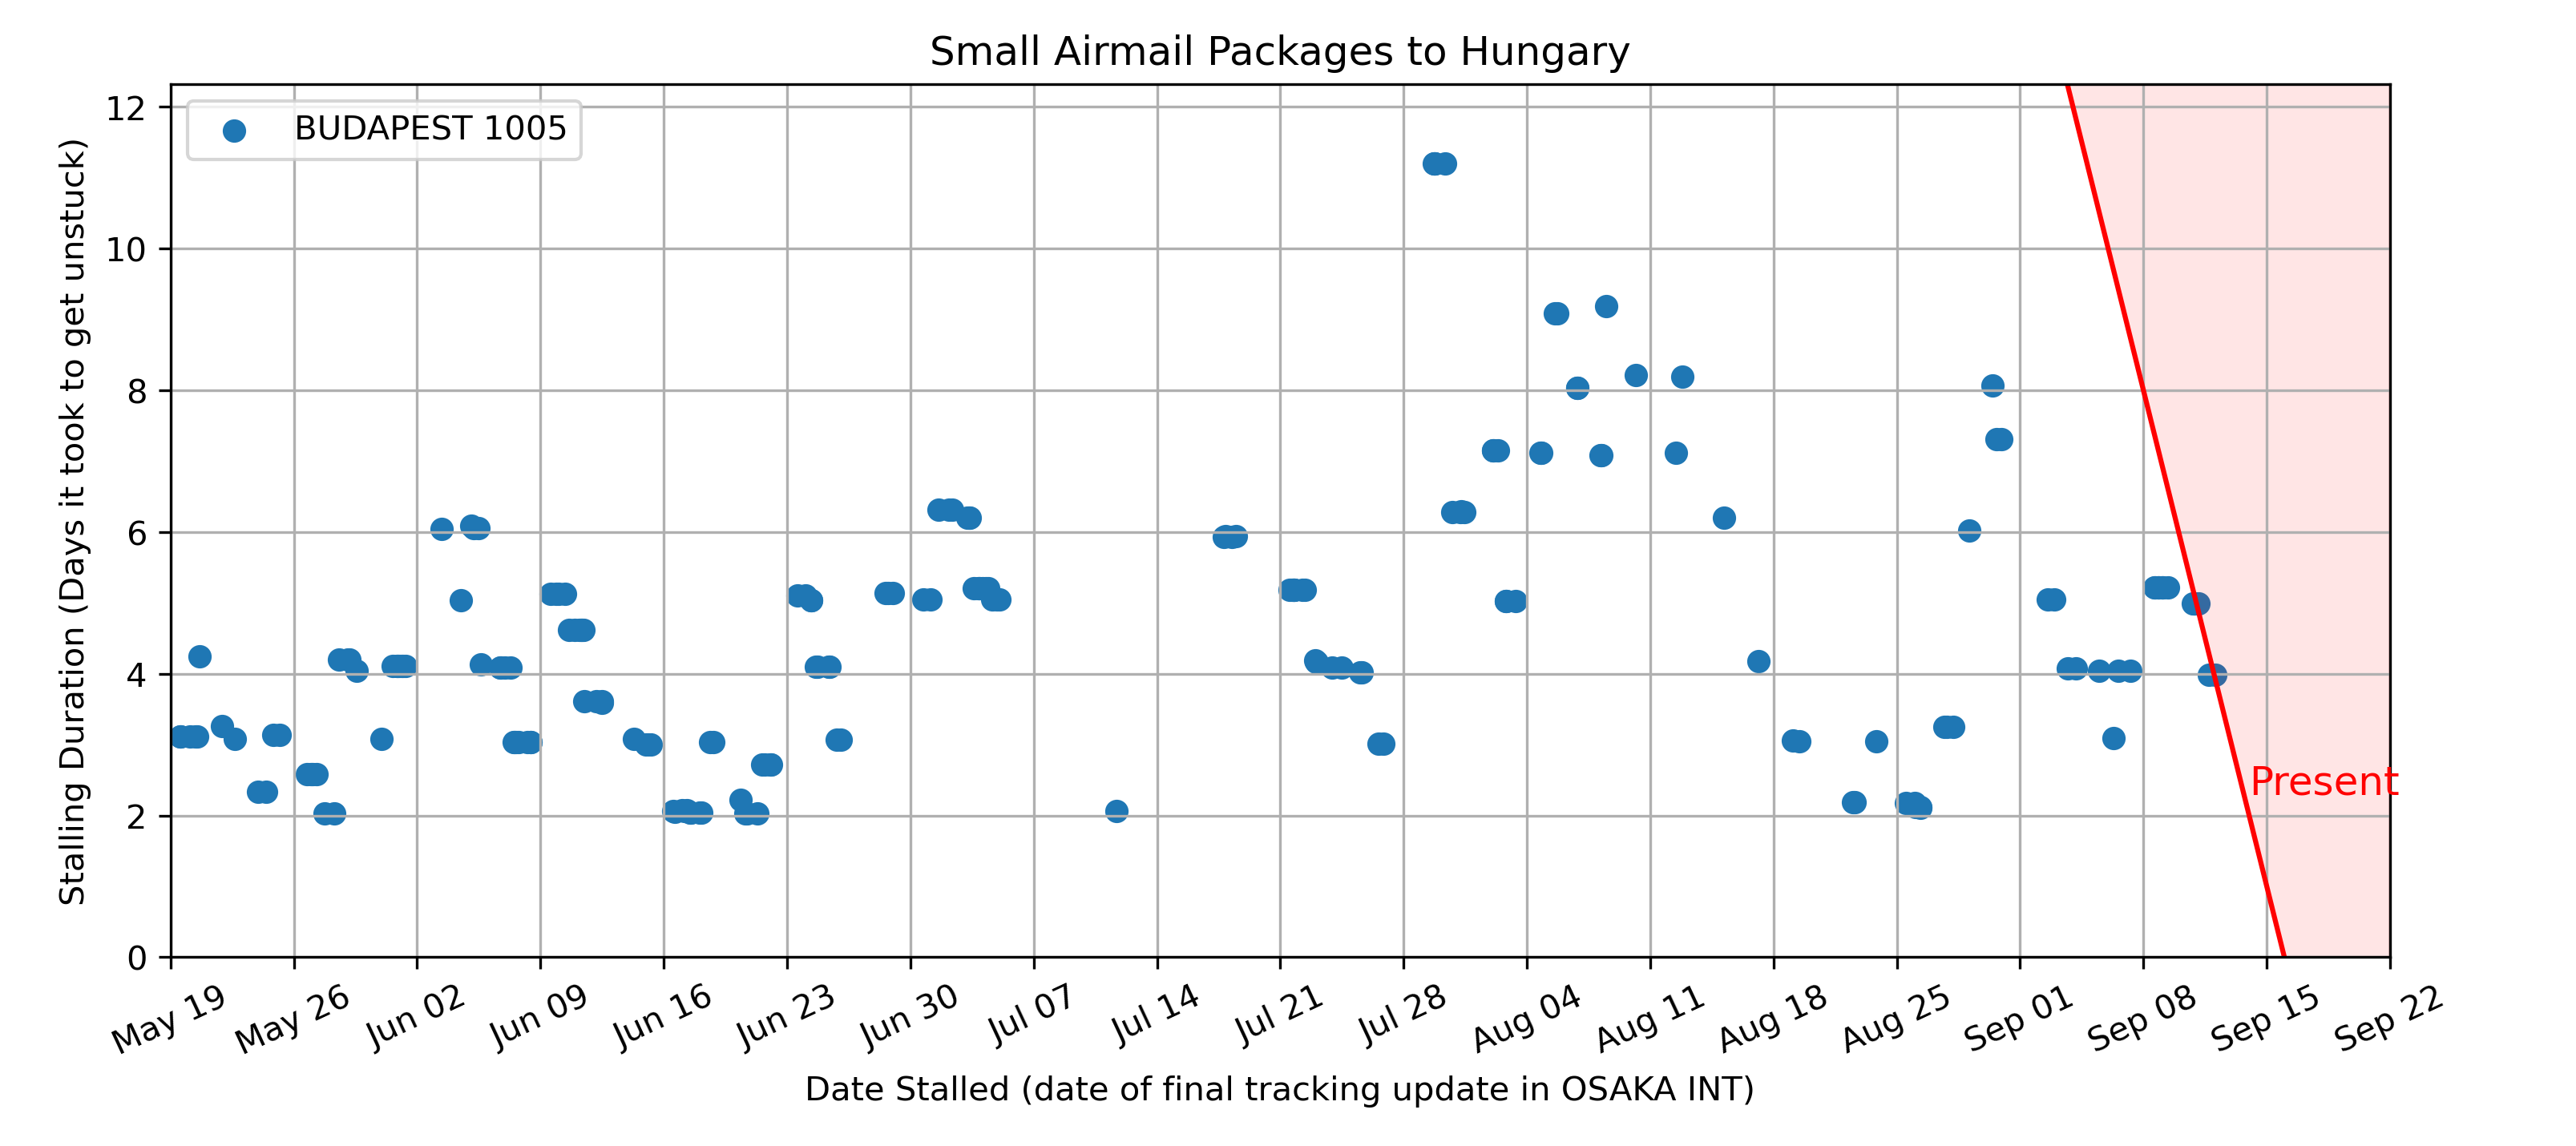 Small Airmail Packages to Hungary
BUDAPEST 1005
Stalling Duration (Days it took to get unstuck)
12
10
8
6
4
2
0
Present
May 19
May 26
Jun 02
Jun 09
Jun 16
Jun 23
Jun 30
Jul 07
Jul 14
Jul 21
Jul 28
Aug 04
Aug 11
Aug 18
Aug 25
Sep 01
Sep 08
Sep 15
Sep 22
Date Stalled (date of final tracking update in OSAKA INT)